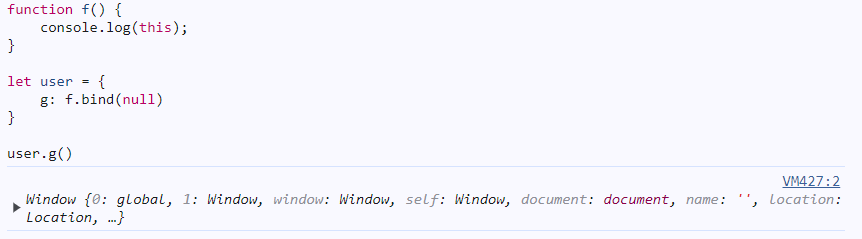 function f() {
    console.log(this);
}
let user = {
    g: f.bind(null)
}
user.g()
VM427:2
Window {0: global, 1: Window, window: Window, self: Window, document: document, name: '', location:
Location, …}